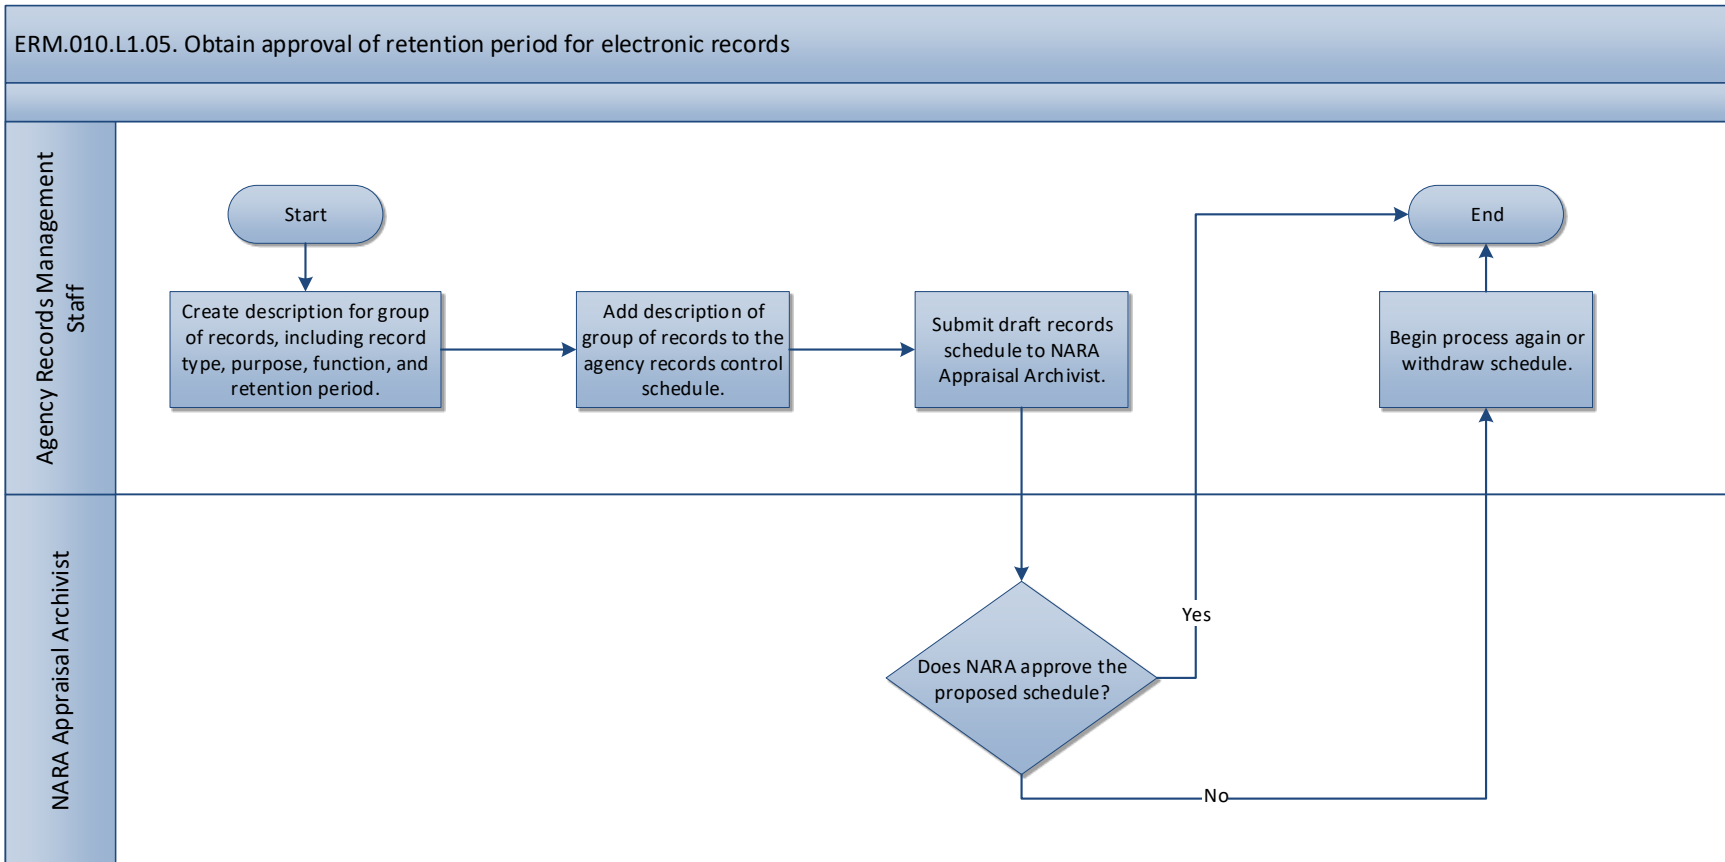 ERM.010.L1.05. Obtain approval of retention period for electronic records
Agency Records Management
Staff
Start
Create description for group
of records, including record
type, purpose, function, and
retention period.
Add description of
group of records to the
agency records control
schedule.
Submit draft records
schedule to NARA
Appraisal Archivist.
End
Begin process again or
withdraw schedule.
NARA Appraisal Archivist
Does NARA approve the
proposed schedule?
Yes
No